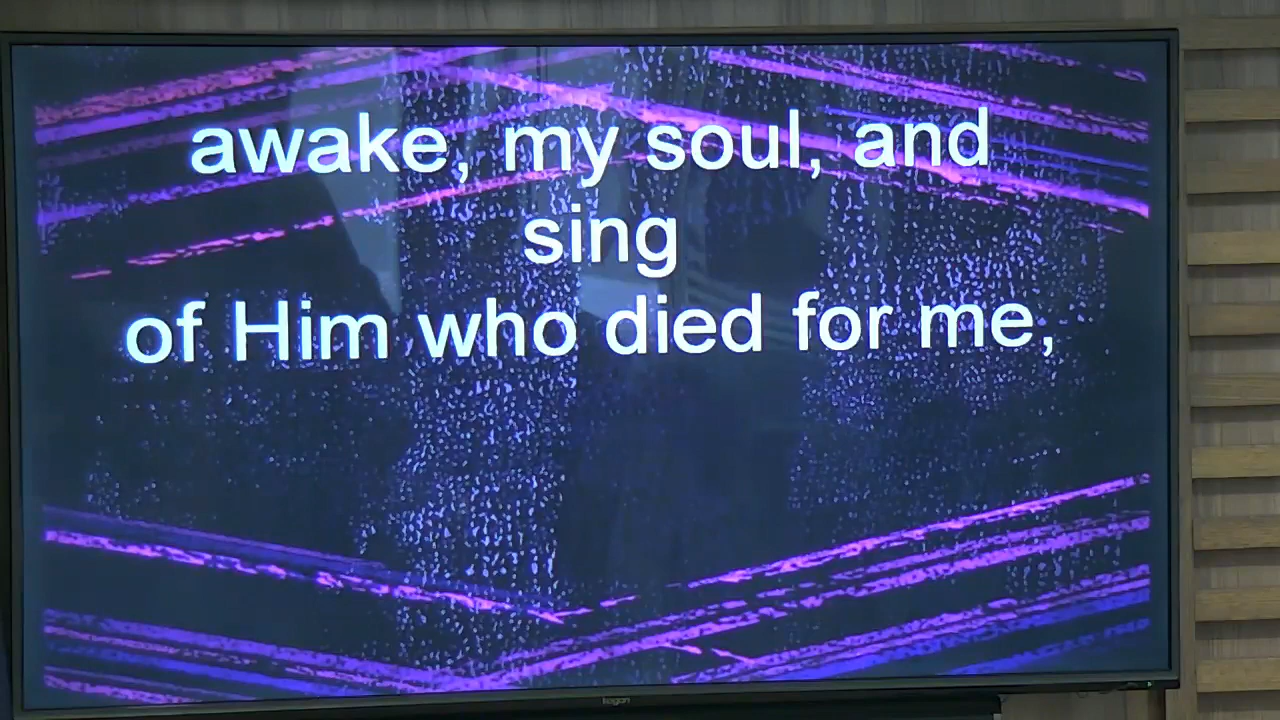 awake, my soul, and
sing
of Him who died for me,